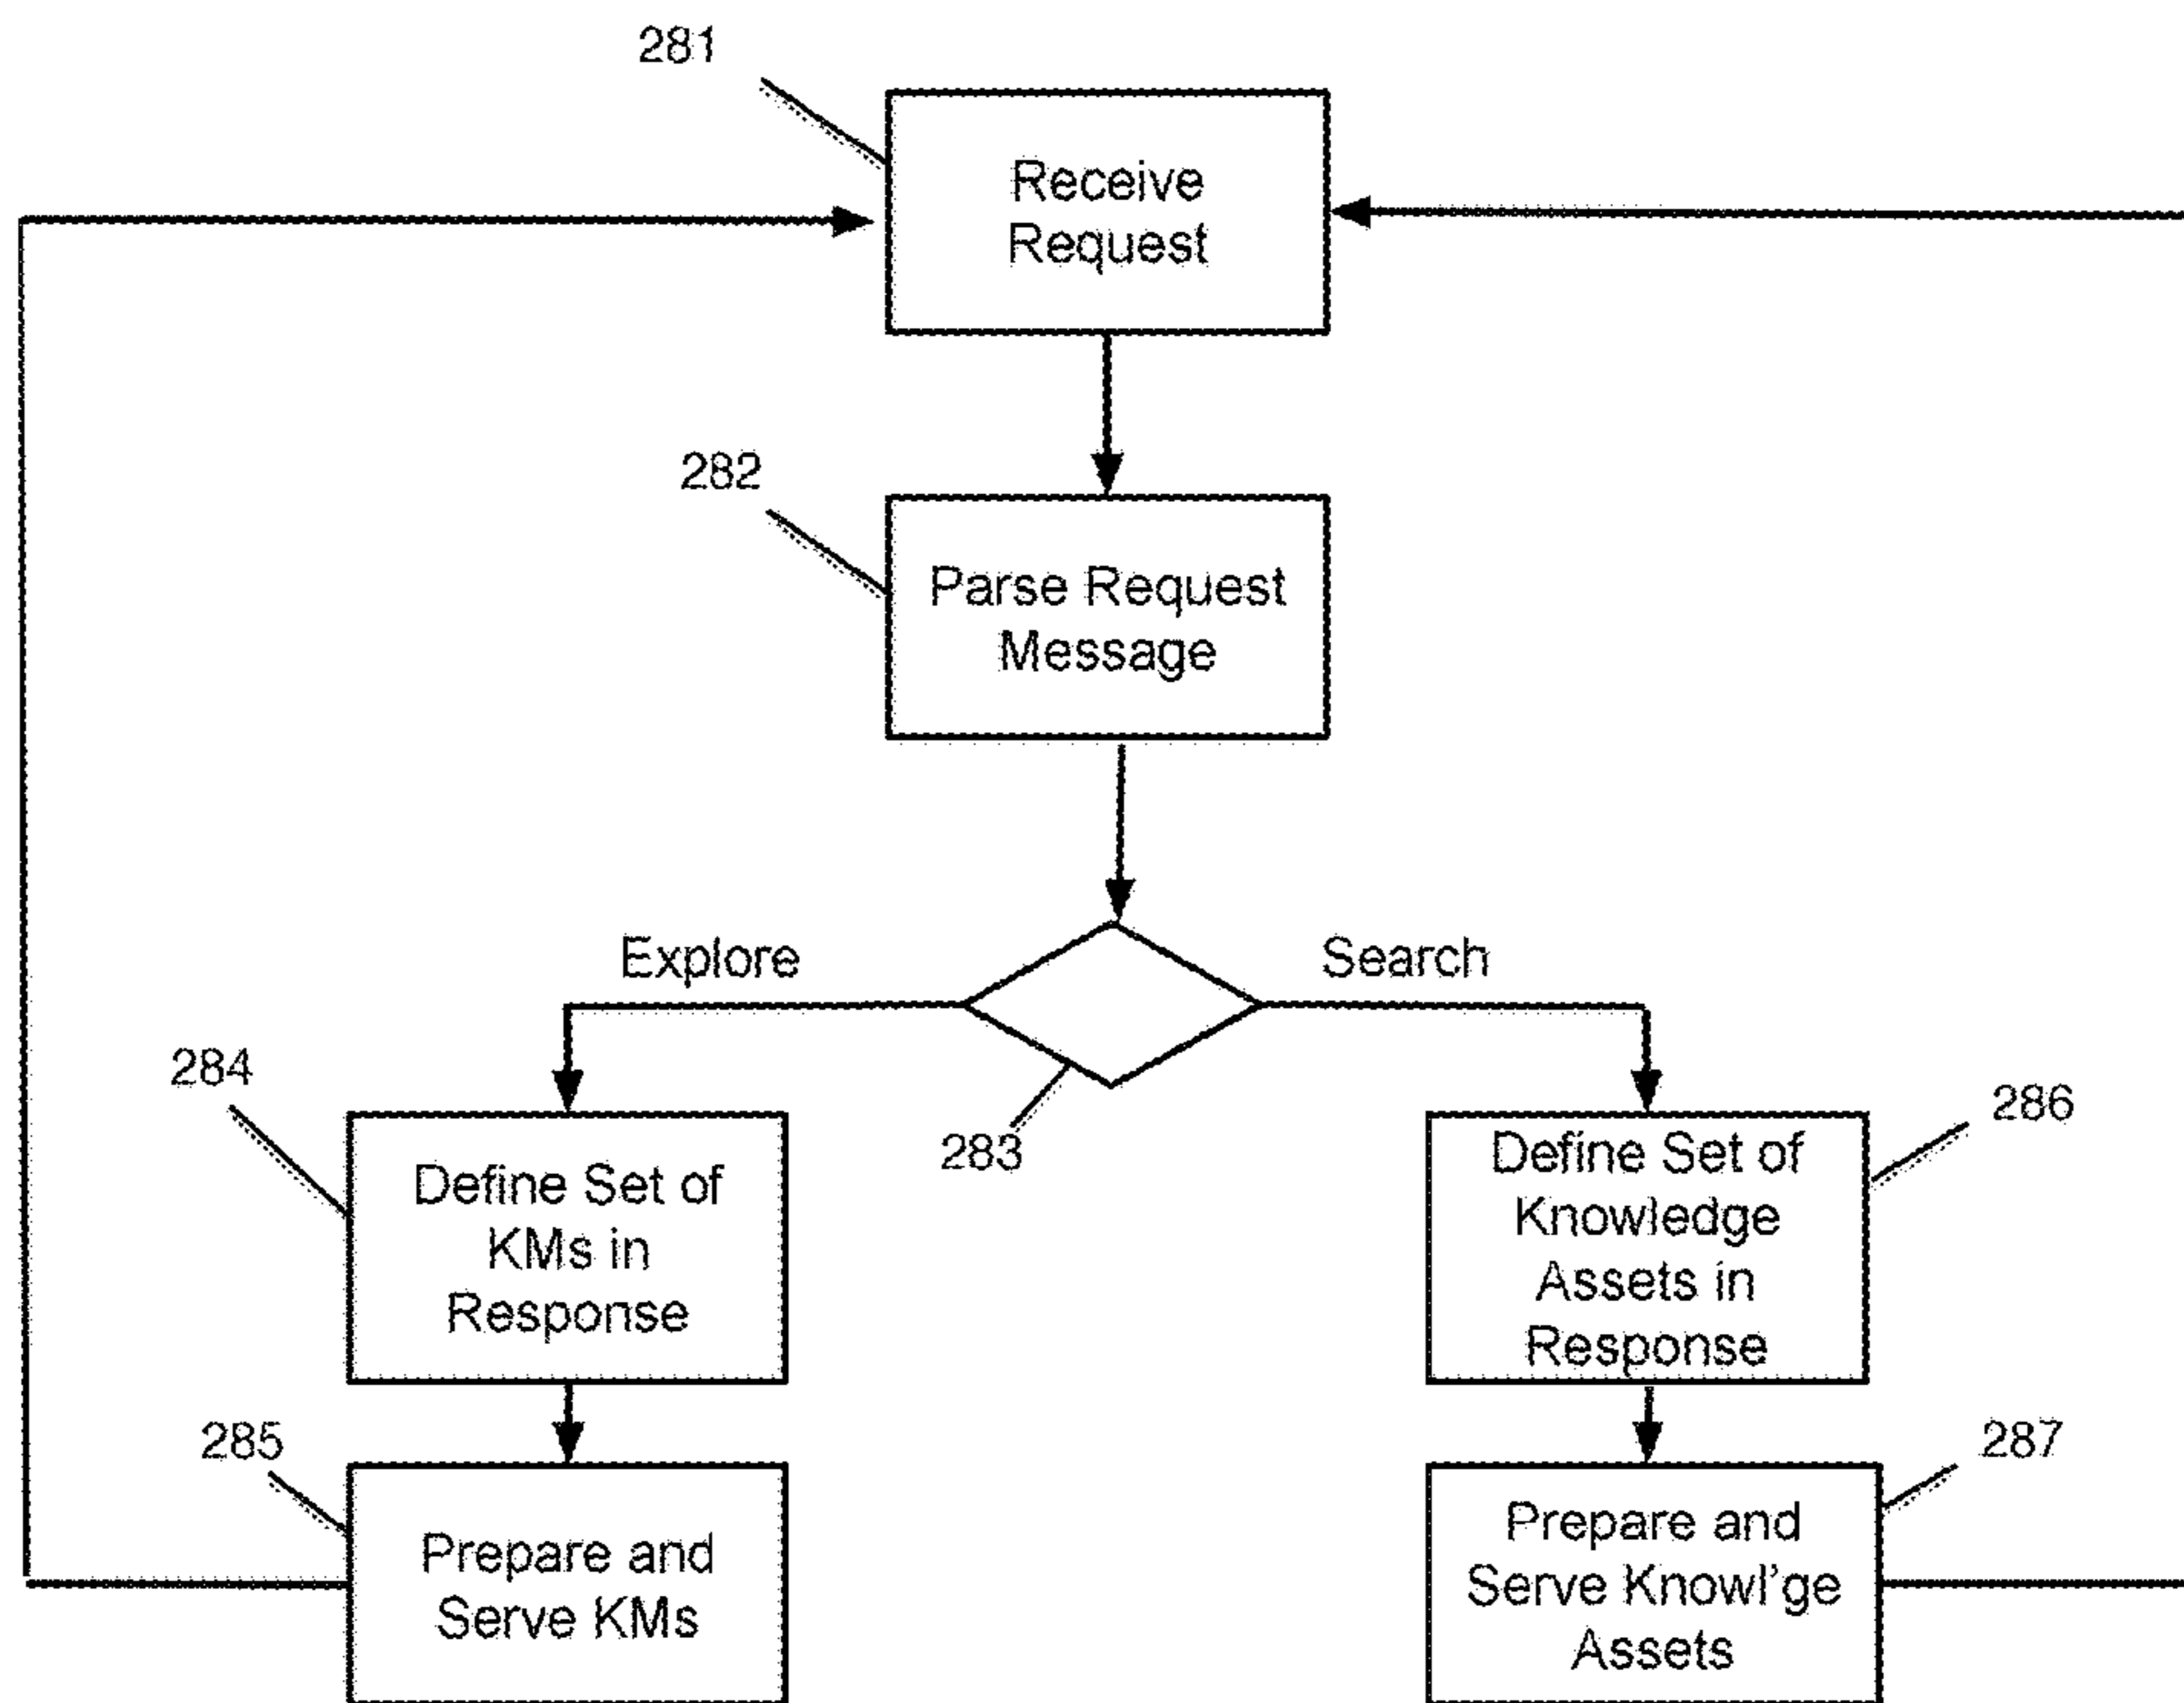 281
Receive
Request
282
Parse Request
Message
Explore
Search
283
284
Define Set of
KMs in
Response
286
Define Set of
Knowledge
Assets in
Response
285
Prepare and
Serve KMs
287
Prepare and
Serve Knowl'ge
Assets